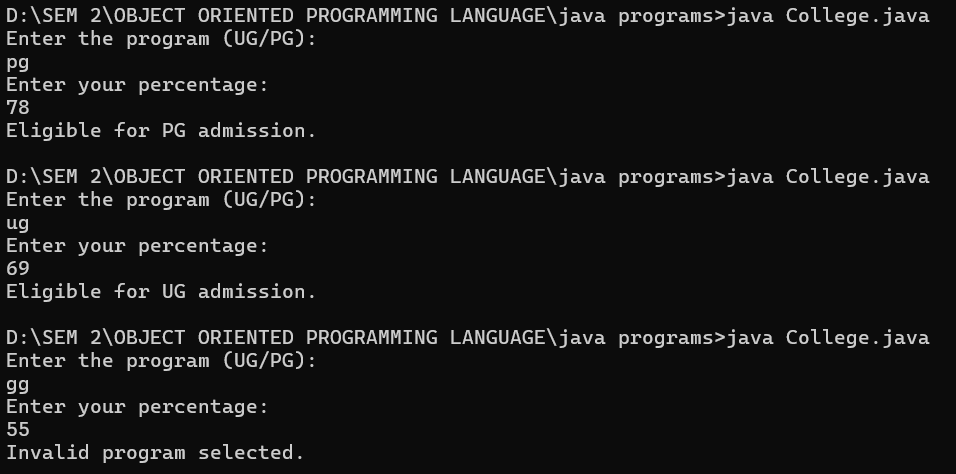 D:\SEM 2\OBJECT ORIENTED PROGRAMMING LANGUAGE\java programs>java College.java
Enter the program (UG/PG):
pg
Enter your percentage:
78
Eligible for PG admission.
D:\SEM 2\OBJECT ORIENTED PROGRAMMING LANGUAGE\java programs>java College.java
Enter the program (UG/PG):
ug
Enter your percentage:
69
Eligible for UG admission.
D:\SEM 2\OBJECT ORIENTED PROGRAMMING LANGUAGE\java programs>java College.java
Enter the program (UG/PG):
gg
Enter your percentage:
55
Invalid program selected.